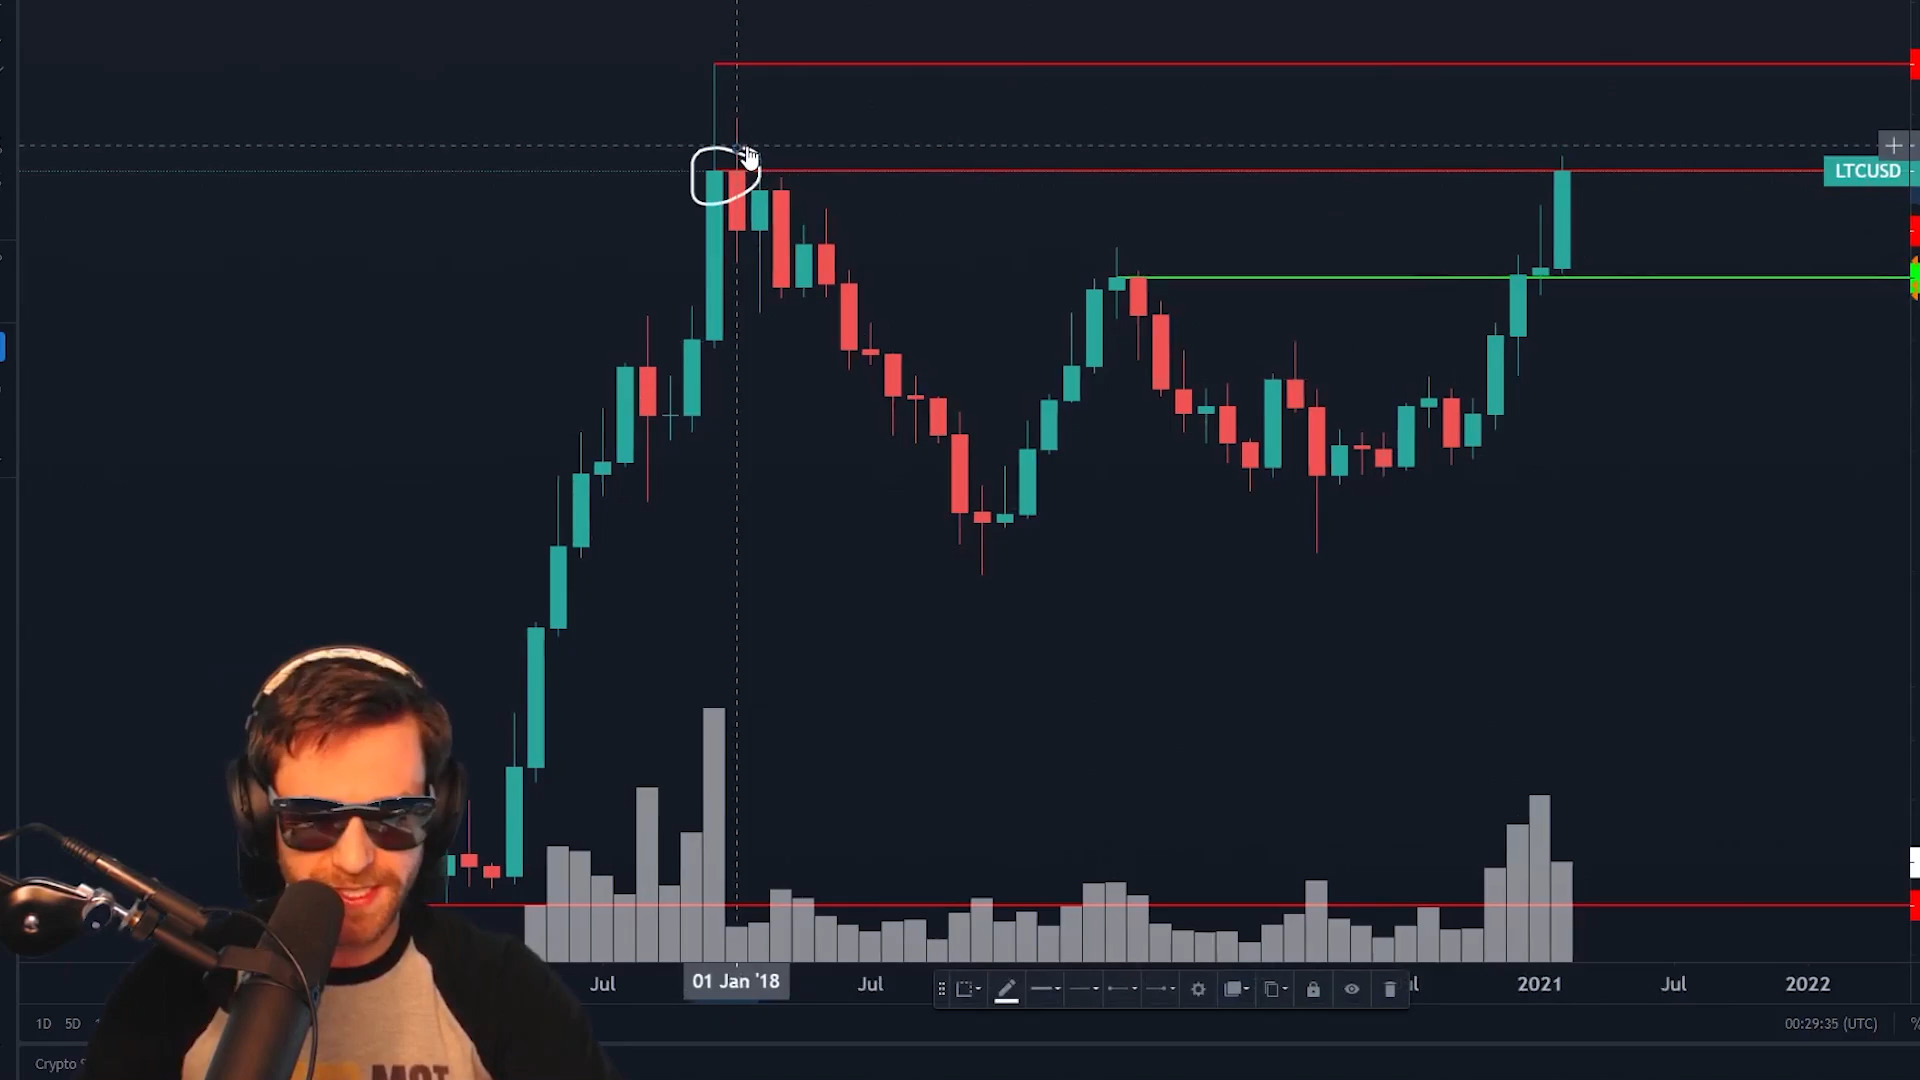 LTCUSD
Jul
01 Jan '18
Jul
2021
Jul
2022
1D 5D
00:29:35 (UTC)
%
Crypto